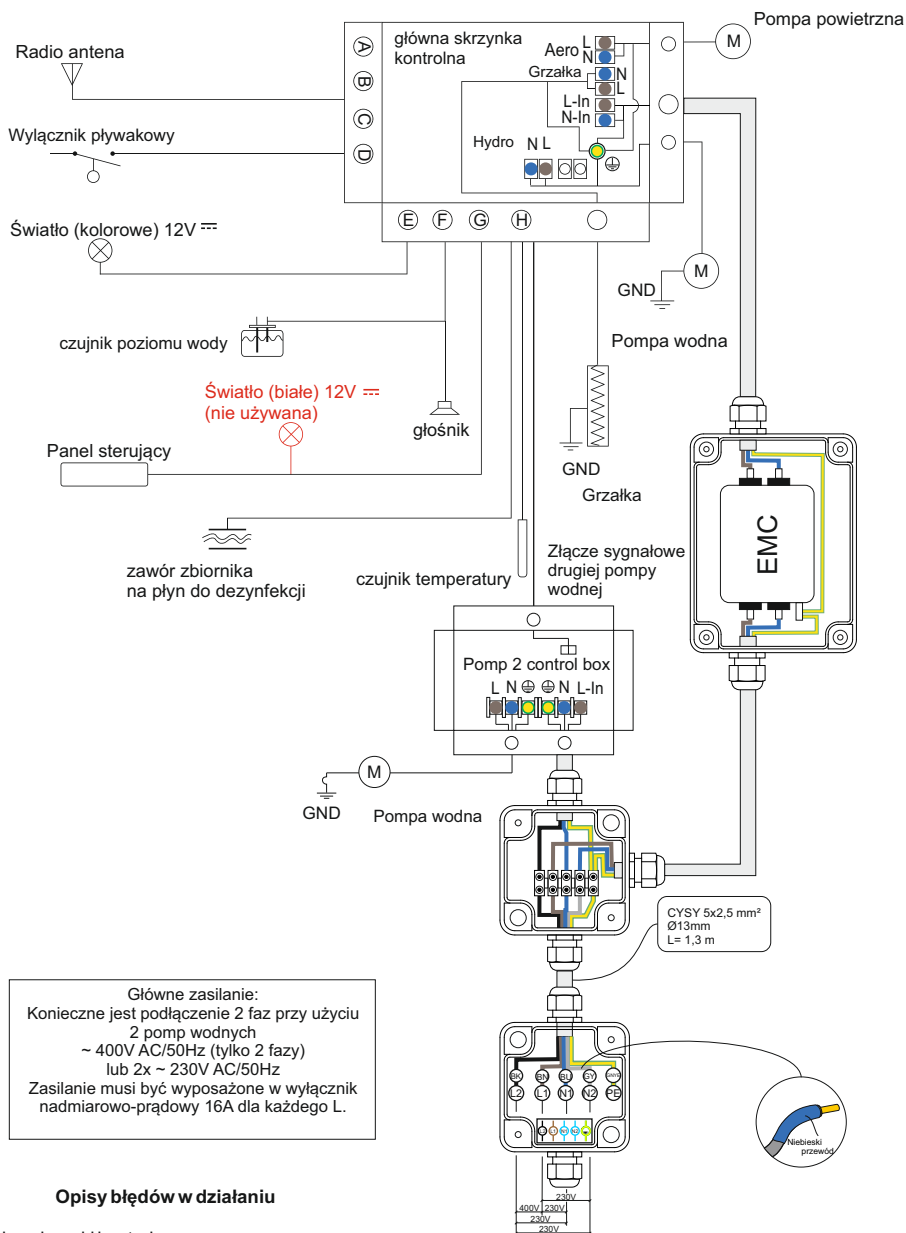 Pompa powietrzna
M
Radio antena
A
B
C
D
główna skrzynka
kontrolna
Aero
L
N
Grzałka
N
L
L-In
N-In
Hydro
N L
Wyłącznik pływakowy
E
F
G
H
Światło (kolorowe) 12V
M
GND
Pompa wodna
czujnik poziomu wody
Światło (białe) 12V
(nie używana)
głośnik
Panel sterujący
GND
Grzałka
zawór zbiornika
na płyn do dezynfekcji
czujnik temperatury
Złącze sygnałowe
drugiej pompy
wodnej
EMC
Pomp 2 control box
L N N L-In
M
GND
Pompa wodna
CYSY 5x2,5 mm²
Ø13mm
L= 1,3 m
Główne zasilanie:
Konieczne jest podłączenie 2 faz przy użyciu
2 pomp wodnych
~ 400V AC/50Hz (tylko 2 fazy)
lub 2x ~ 230V AC/50Hz
Zasilanie musi być wyposażone w wyłącznik
nadmiarowo-prądowy 16A dla każdego L.
BK BN BU GY
L2 L1 N1 N2 PE
L2 L1 N1 N2
Niebieski
przewód
230V
400V 230V
230V
230V
Opisy błędów w działaniu